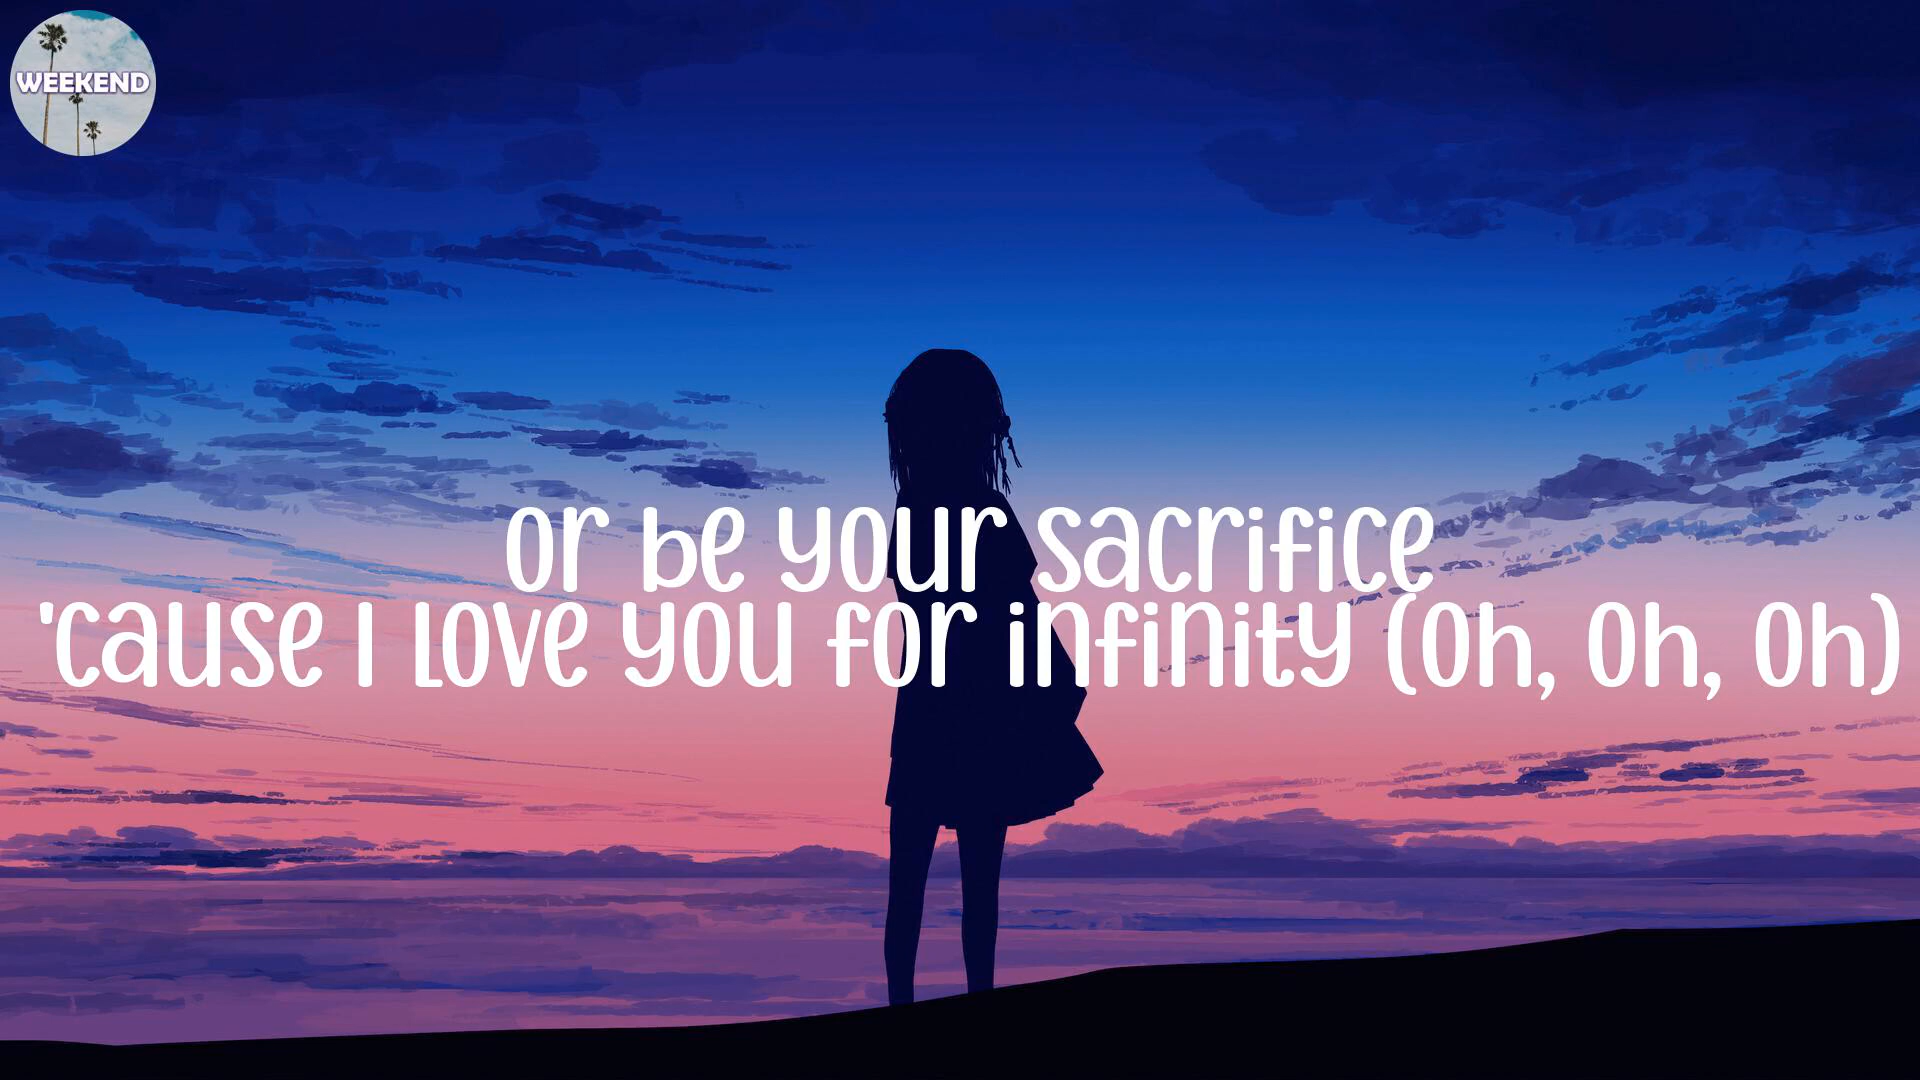 WEEKEND
or be your sacrifice
'cause I Love you for infinity (Oh, Oh, Oh)